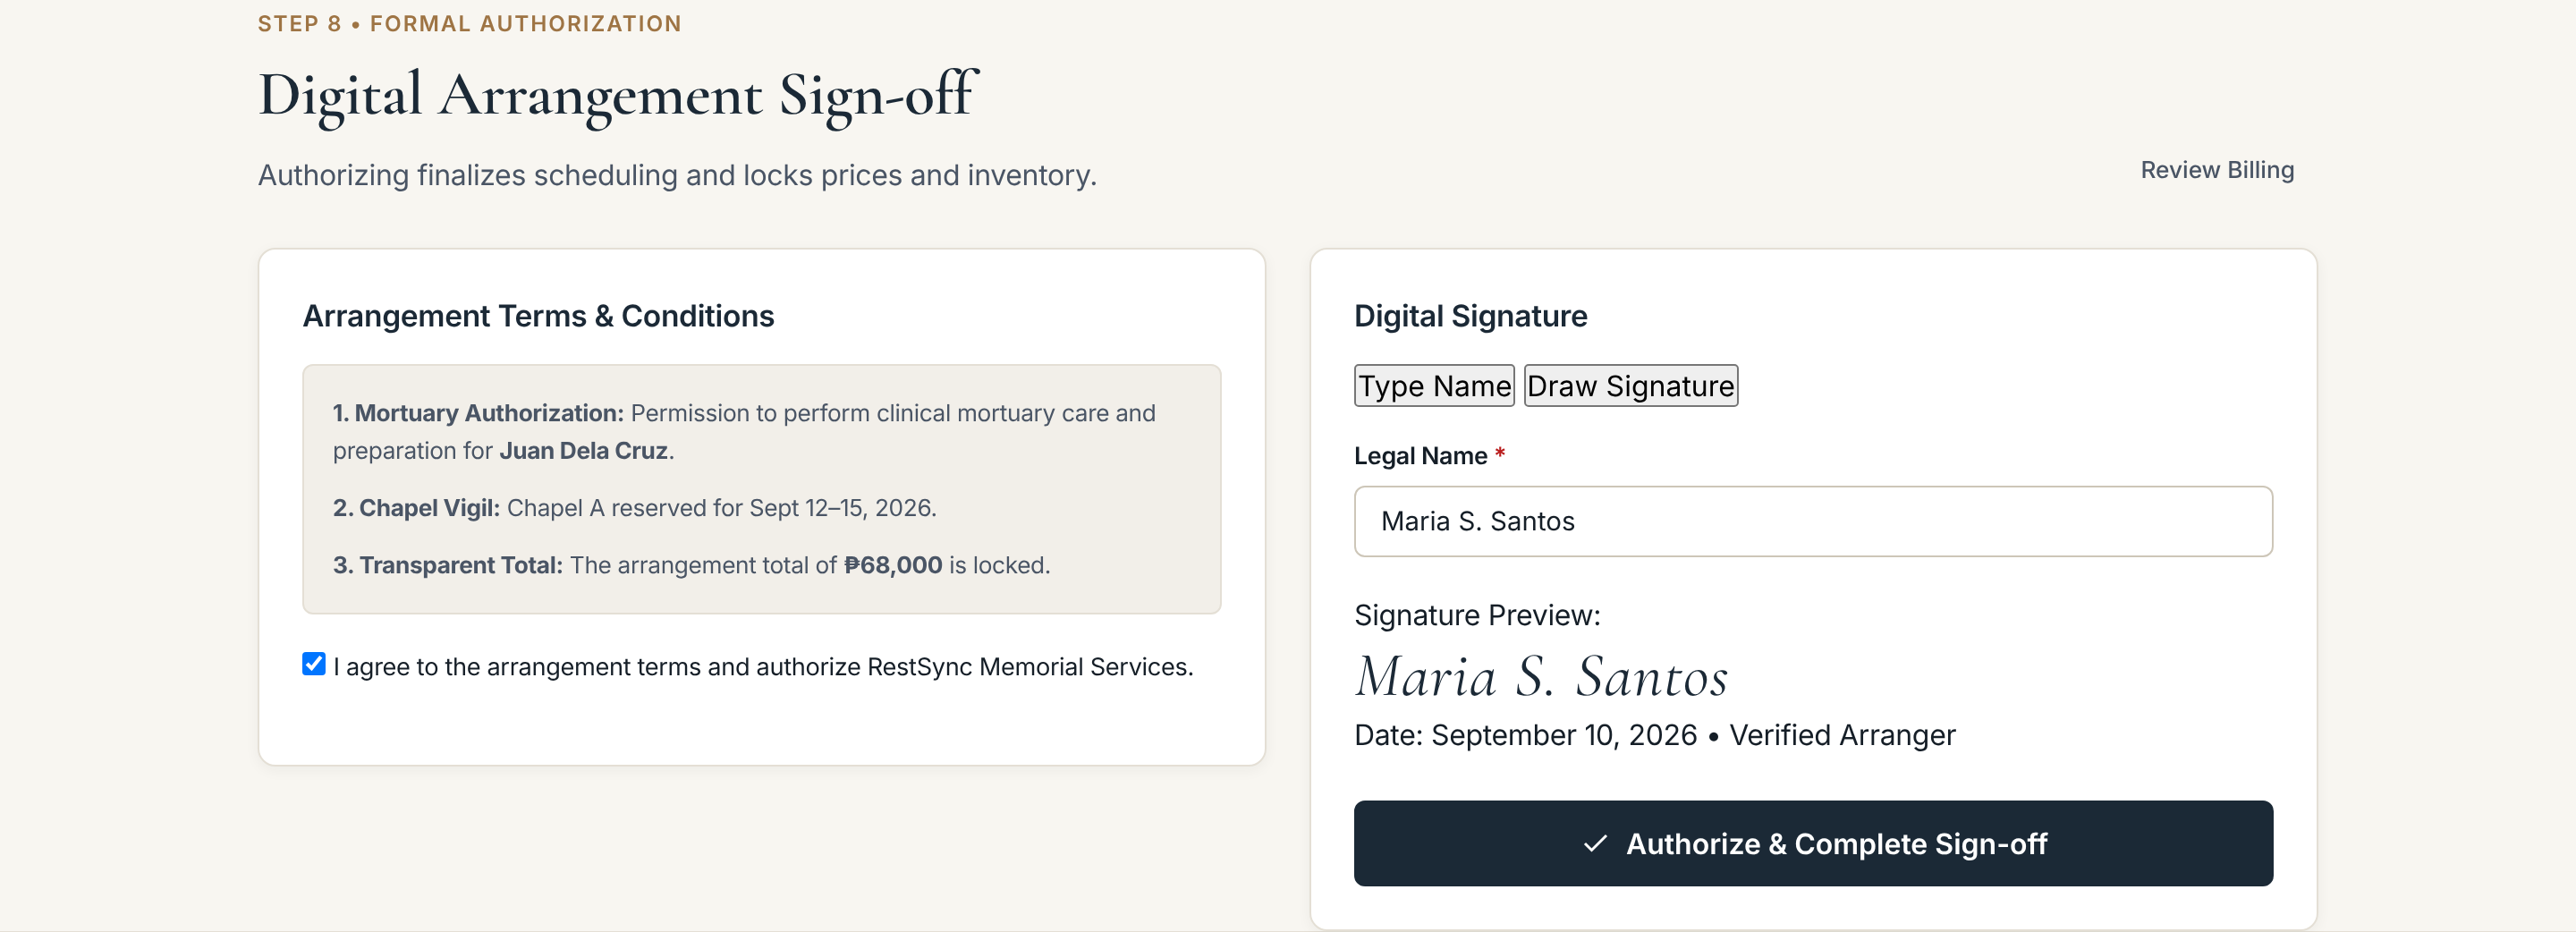 STEP 8 • FORMAL AUTHORIZATION
Digital Arrangement Sign-off
Authorizing finalizes scheduling and locks prices and inventory.
Review Billing
Arrangement Terms & Conditions
1. Mortuary Authorization: Permission to perform clinical mortuary care and
preparation for Juan Dela Cruz.
2. Chapel Vigil: Chapel A reserved for Sept 12–15, 2026.
3. Transparent Total: The arrangement total of ₱68,000 is locked.
I agree to the arrangement terms and authorize RestSync Memorial Services.
Digital Signature
Type Name Draw Signature
Legal Name *
Maria S. Santos
Signature Preview:
Maria S. Santos
Date: September 10, 2026 • Verified Arranger
Authorize & Complete Sign-off